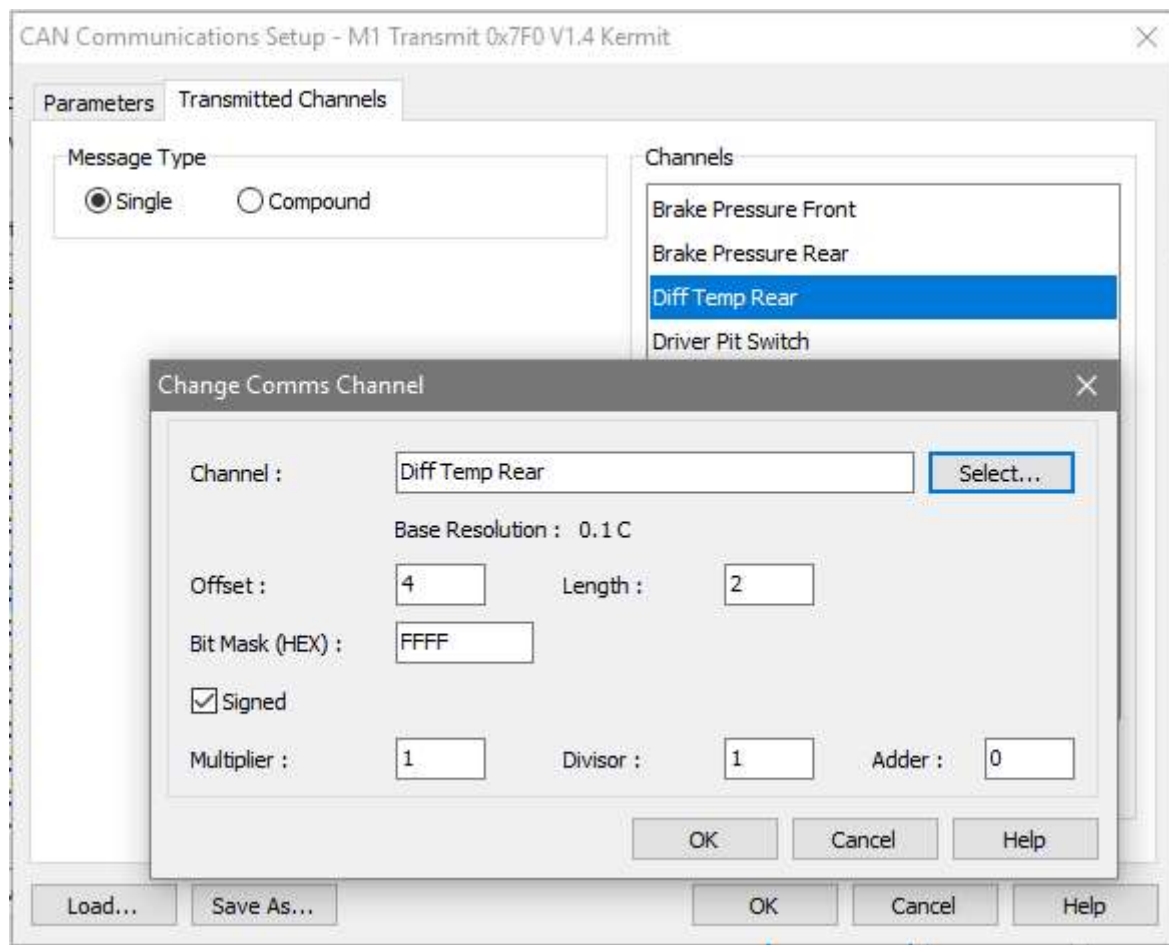 CAN Communications Setup - M1 Transmit 0x7F0 V1.4 Kermit
Parameters
Transmitted Channels
Message Type
Single
Compound
Channels
Brake Pressure Front
Brake Pressure Rear
Diff Temp Rear
Driver Pit Switch
Change Comms Channel
Channel :
Diff Temp Rear
Select...
Base Resolution : 0.1 C
Offset :
4
Length :
2
Bit Mask (HEX) :
FFFF
Signed
Multiplier :
1
Divisor :
1
Adder :
0
OK
Cancel
Help
Load...
Save As...
OK
Cancel
Help